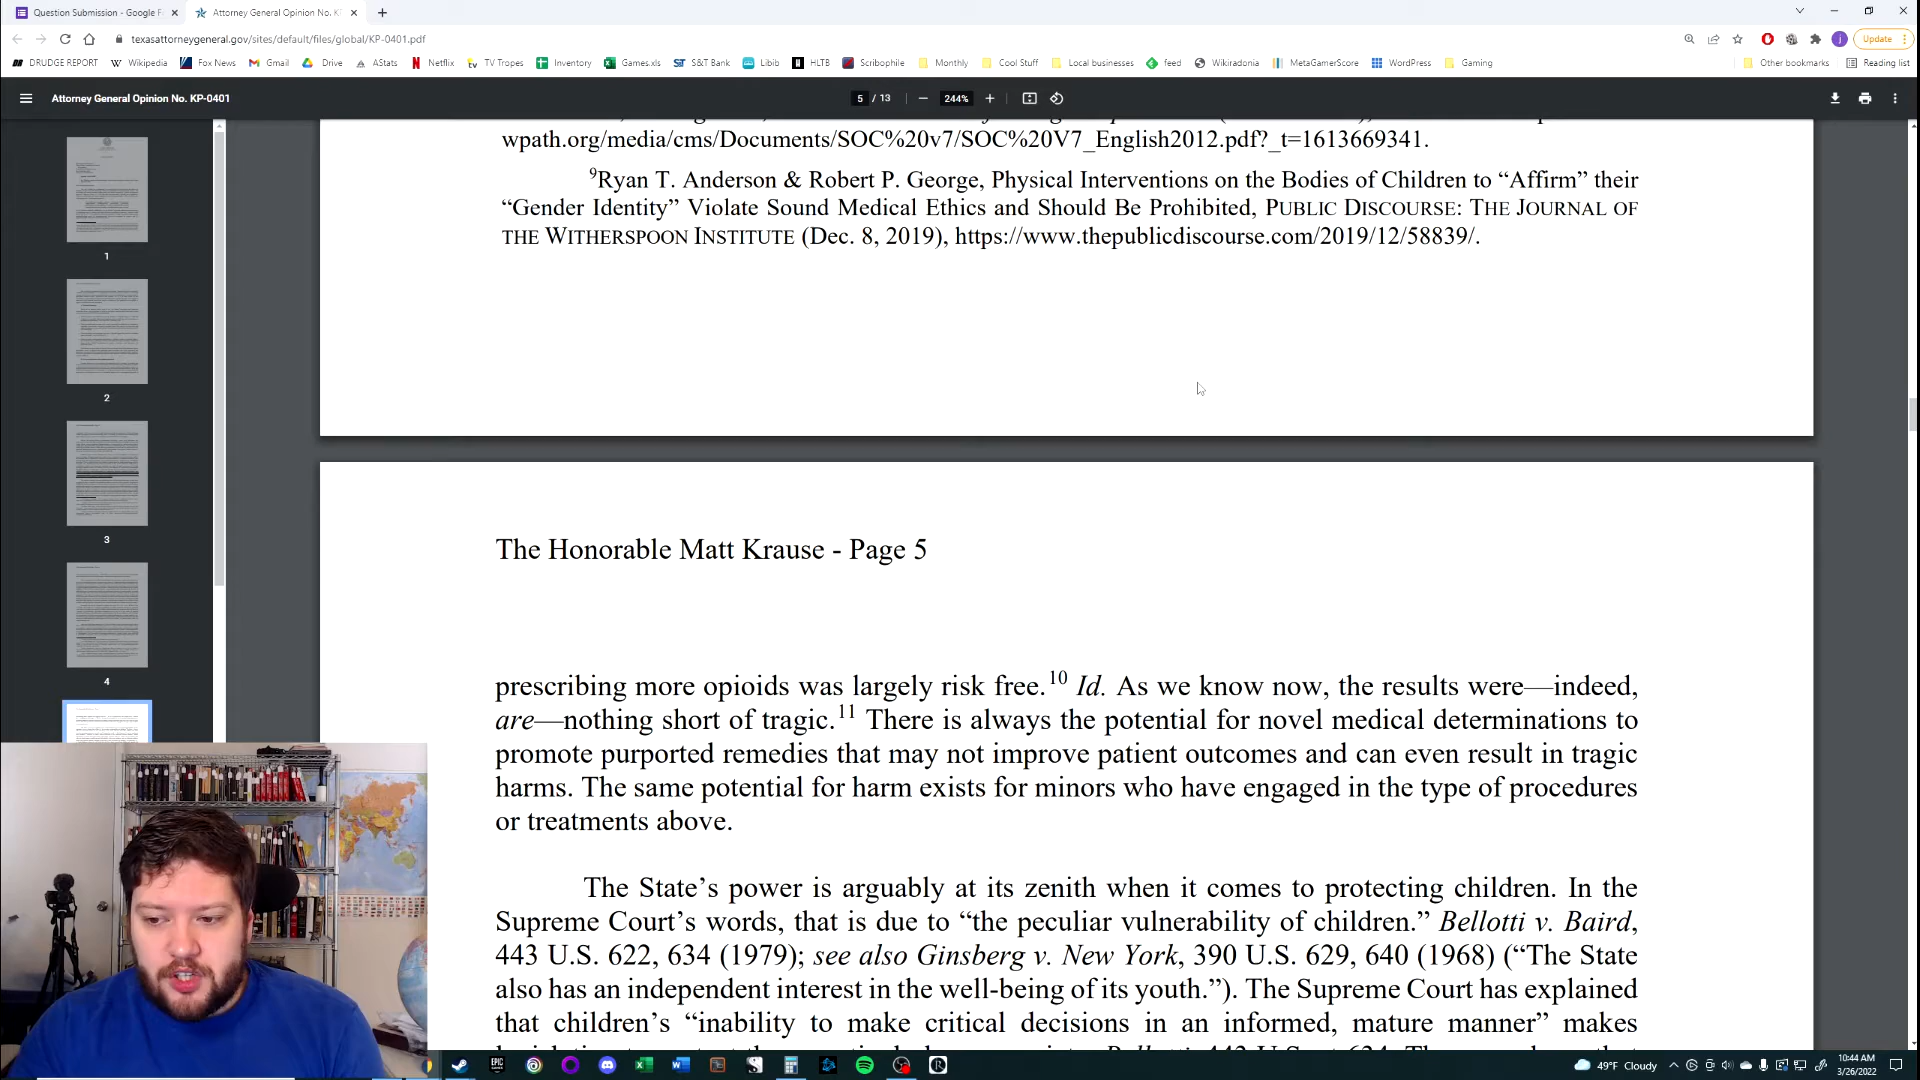 Question Submission - Google F
Attorney General Opinion No. K
texasattorneygeneral.gov/sites/default/files/global/KP-0401.pdf
Update
DRUDGE REPORT Wikipedia Fox News Gmail Drive AStats Netflix TV Tropes Inventory Games.xls S&T Bank Libib HLTB Scribophile Monthly Cool Stuff Local businesses feed Wikiradonia MetaGamerScore WordPress Gaming Other bookmarks Reading list
Attorney General Opinion No. KP-0401
5 / 13
244%
1
2
3
4
wpath.org/media/cms/Documents/SOC%20v7/SOC%20V7_English2012.pdf?_t=1613669341.
9Ryan T. Anderson & Robert P. George, Physical Interventions on the Bodies of Children to “Affirm” their
“Gender Identity” Violate Sound Medical Ethics and Should Be Prohibited, PUBLIC DISCOURSE: THE JOURNAL OF
THE WITHERSPOON INSTITUTE (Dec. 8, 2019), https://www.thepublicdiscourse.com/2019/12/58839/.
The Honorable Matt Krause - Page 5
prescribing more opioids was largely risk free.10 Id. As we know now, the results were—indeed,
are—nothing short of tragic.11 There is always the potential for novel medical determinations to
promote purported remedies that may not improve patient outcomes and can even result in tragic
harms. The same potential for harm exists for minors who have engaged in the type of procedures
or treatments above.
The State’s power is arguably at its zenith when it comes to protecting children. In the
Supreme Court’s words, that is due to “the peculiar vulnerability of children.” Bellotti v. Baird,
443 U.S. 622, 634 (1979); see also Ginsberg v. New York, 390 U.S. 629, 640 (1968) (“The State
also has an independent interest in the well-being of its youth.”). The Supreme Court has explained
that children’s “inability to make critical decisions in an informed, mature manner” makes
49°F Cloudy
10:44 AM
3/26/2022